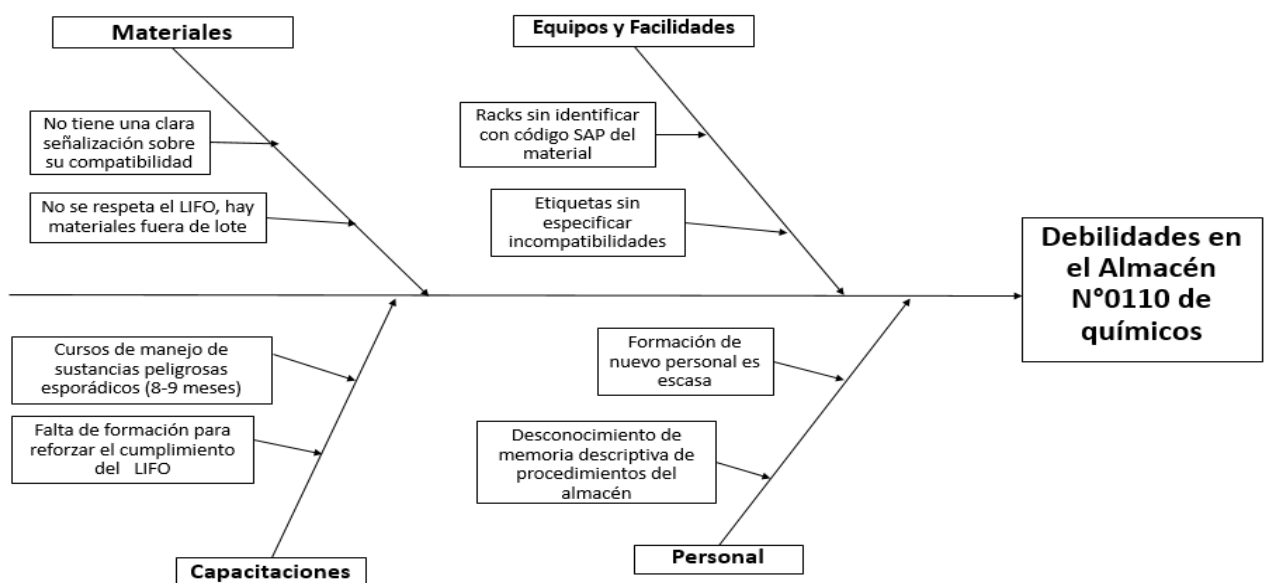 Materiales
No tiene una clara
señalización sobre
su compatibilidad
No se respeta el LIFO, hay
materiales fuera de lote
Equipos y Facilidades
Racks sin identificar
con código SAP del
material
Etiquetas sin
especificar
incompatibilidades
Debilidades en
el Almacén
N°0110 de
químicos
Cursos de manejo de
sustancias peligrosas
esporádicos (8-9 meses)
Falta de formación para
reforzar el cumplimiento
del LIFO
Capacitaciones
Formación de
nuevo personal es
escasa
Desconocimiento de
memoria descriptiva de
procedimientos del
almacén
Personal